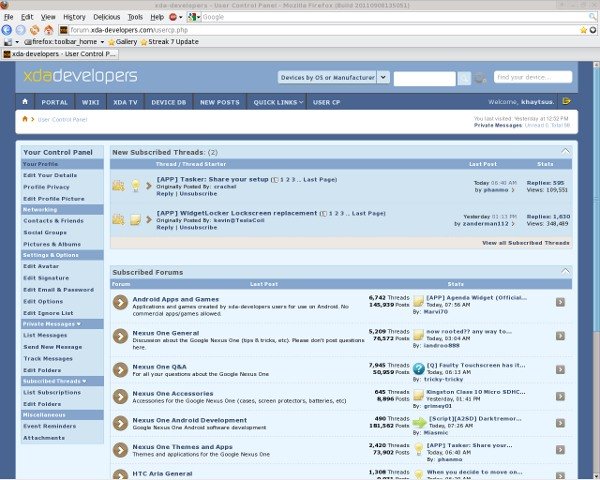 xda-developers - User Control Panel - Mozilla Firefox (Build 20110908135051)
File Edit View History Delicious Tools Help Google
forum.xda-developers.com/usercp.php
firefox:toolbar_home Gallery Streak 7 Update
xda-developers - User Control P...
xdadevelopers
Devices by OS or Manufacturer
find your device...
PORTAL WIKI XDA TV DEVICE DB NEW POSTS QUICK LINKS USER CP
Welcome, khaytsus.
User Control Panel
You last visited: Yesterday at 12:02 PM
Private Messages: Unread 0, Total 50
Your Control Panel
Your Profile
Edit Your Details
Profile Privacy
Edit Profile Picture
Networking
Contacts & Friends
Social Groups
Pictures & Albums
Settings & Options
Edit Avatar
Edit Signature
Edit Email & Password
Edit Options
Edit Ignore List
Private Messages
List Messages
Send New Message
Track Messages
Edit Folders
Subscribed Threads
List Subscriptions
Edit Folders
Miscellaneous
Event Reminders
Attachments
New Subscribed Threads: (2)
Thread / Thread Starter Last Post Stats
[APP] Tasker: Share your setup ( 1 2 3 .. Last Page)
Originally Posted By: crachel
Reply | Unsubscribe
Today 06:40 AM
by phanmo
Replies: 595
Views: 109,551
[APP] WidgetLocker Lockscreen replacement ( 1 2 3 .. Last Page)
Originally Posted By: kevin@TeslaCoil
Reply | Unsubscribe
Yesterday 01:13 PM
by zanderman112
Replies: 1,630
Views: 348,489
View all Subscribed Threads
Subscribed Forums
Forum Last Post Stats
Android Apps and Games
Applications and games created by xda-developers users for use on Android. No
commercial apps/games allowed.
6,742 Threads
145,939 Posts
[APP] Agenda Widget (Official...
Today, 07:56 AM
By: Marvi70
Nexus One General
Discussion about the Google Nexus One (tips & tricks, etc). Please don't post questions
here.
5,209 Threads
76,572 Posts
now rooted?? any way to...
Today, 03:04 AM
By: iandroo888
Nexus One Q&A
For all your questions about the Google Nexus One
7,945 Threads
50,959 Posts
[Q] Faulty Touchscreen has it...
Today, 06:13 AM
By: tricky-tricky
Nexus One Accessories
Accessories for the Google Nexus One (cases, screen protectors, batteries, etc)
645 Threads
8,896 Posts
Kingston Class 10 Micro SDHC...
Yesterday, 01:41 PM
By: grimey01
Nexus One Android Development
Google Nexus One Android software development
490 Threads
181,562 Posts
[Script][A2SD] Darktremor...
Today, 07:26 AM
By: Miasmic
Nexus One Themes and Apps
Themes and applications for the Google Nexus One
2,420 Threads
73,902 Posts
[APP] Tasker: Share your...
Today, 06:40 AM
By: phanmo
HTC Aria General
1,308 Threads
When you decide to move on...